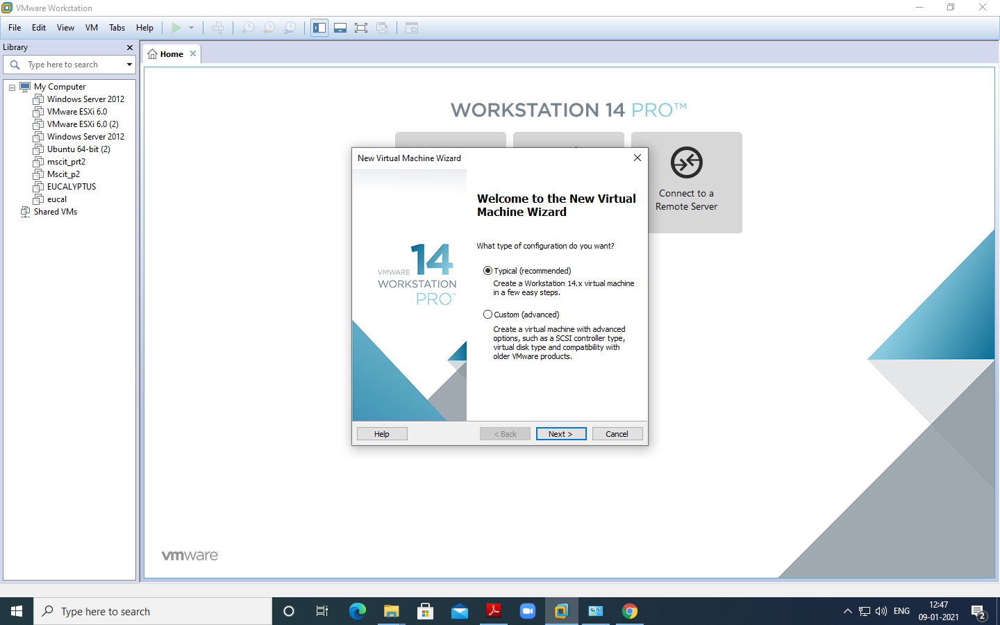 VMware Workstation
File Edit View VM Tabs Help
Library
Type here to search
My Computer
Windows Server 2012
VMware ESXi 6.0
VMware ESXi 6.0 (2)
Windows Server 2012
Ubuntu 64-bit (2)
mscit_prt2
Mscit_p2
EUCALYPTUS
eucal
Shared VMs
Home
WORKSTATION 14 PRO™
Connect to a
Remote Server
New Virtual Machine Wizard
VMWARE 14
WORKSTATION
PRO™
Welcome to the New Virtual
Machine Wizard
What type of configuration do you want?
Typical (recommended)
Create a Workstation 14.x virtual machine
in a few easy steps.
Custom (advanced)
Create a virtual machine with advanced
options, such as a SCSI controller type,
virtual disk type and compatibility with
older VMware products.
Help < Back Next > Cancel
vmware
Type here to search
ENG
12:47
09-01-2021
2